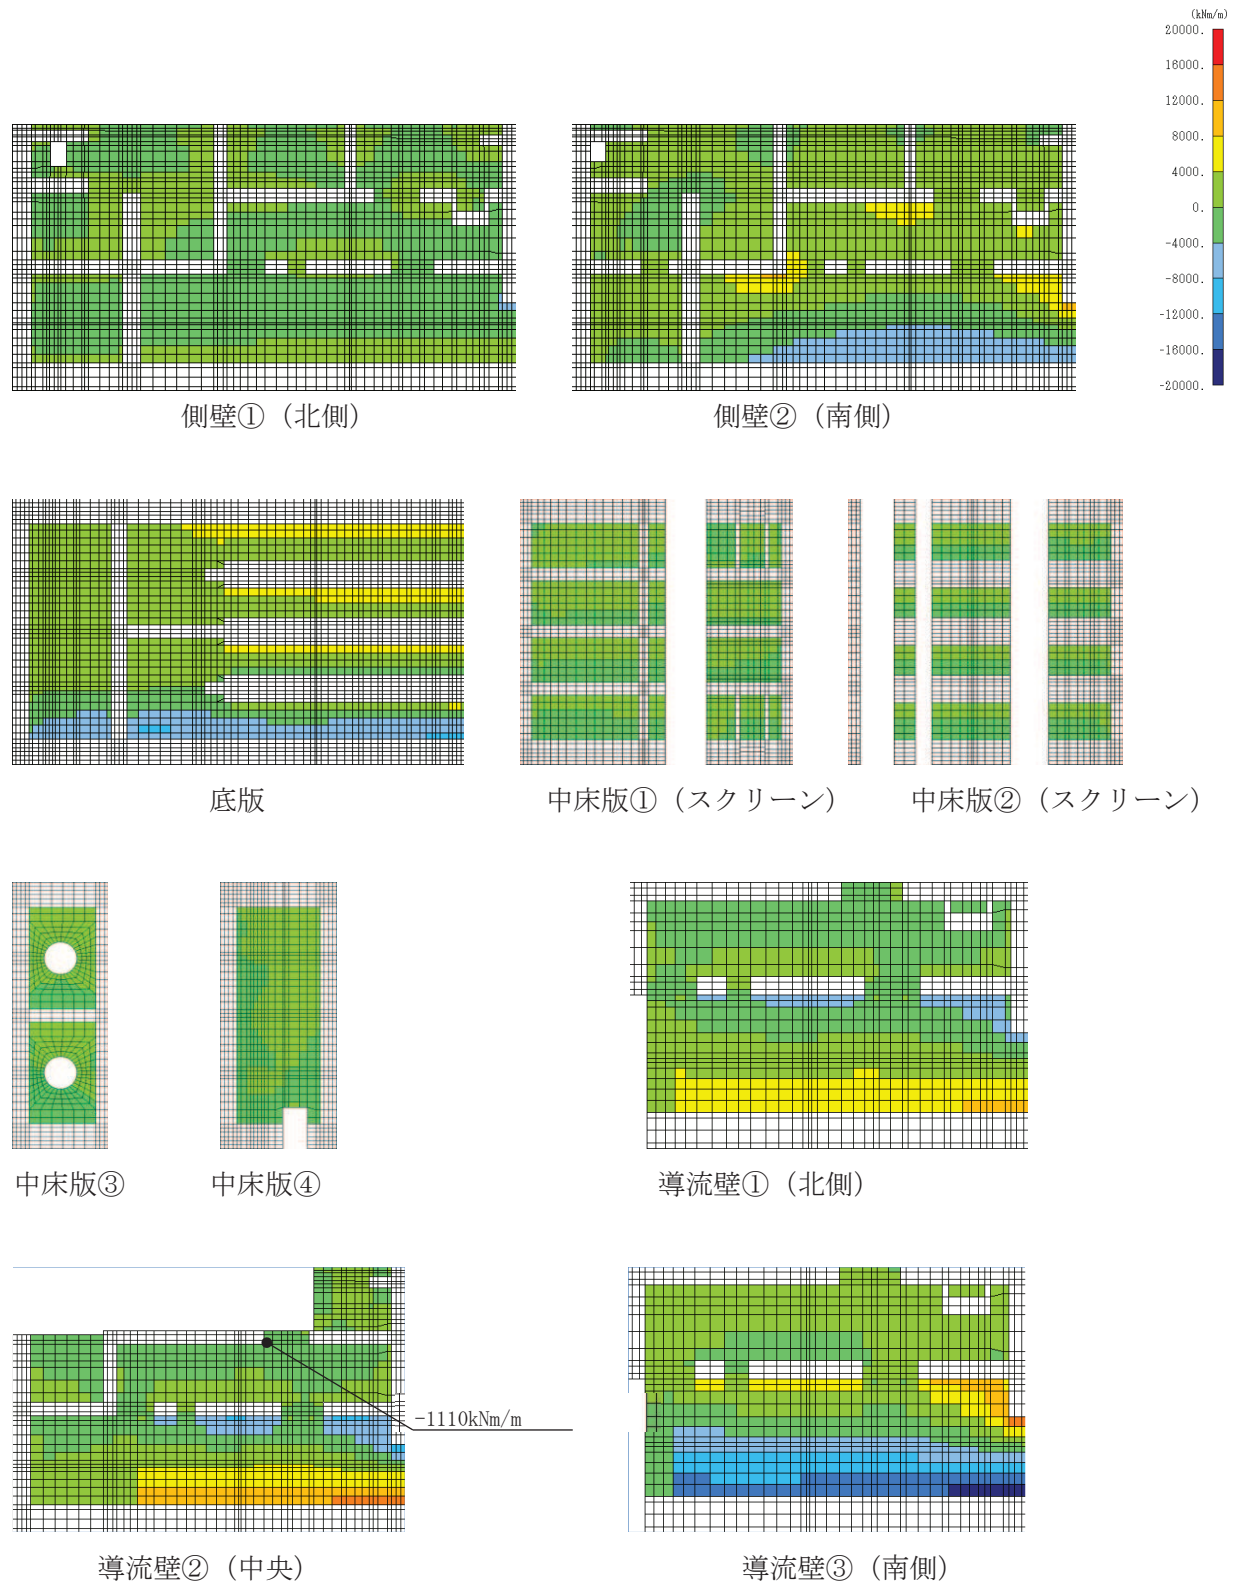 (kNm/m)
20000.
16000.
12000.
8000.
4000.
0.
-4000.
-8000.
-12000.
-16000.
-20000.
側壁①（北側）
側壁②（南側）
底版
中床版①（スクリーン）
中床版②（スクリーン）
中床版③
中床版④
導流壁①（北側）
-1110kNm/m
導流壁②（中央）
導流壁③（南側）